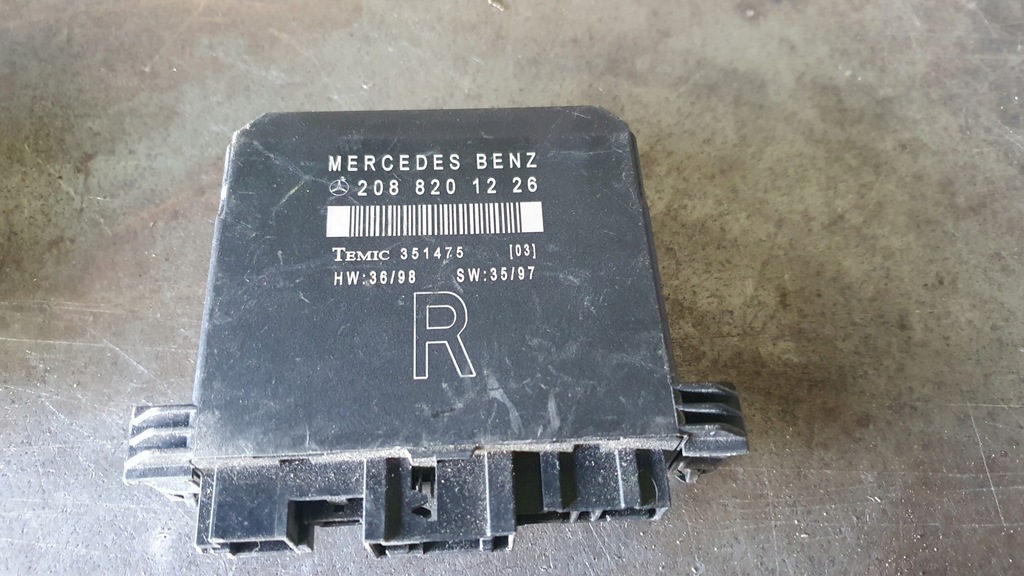 MERCEDES BENZ
208 820 12 26
TEMIC 351475 [03]
HW:36/98 SW:35/97
R